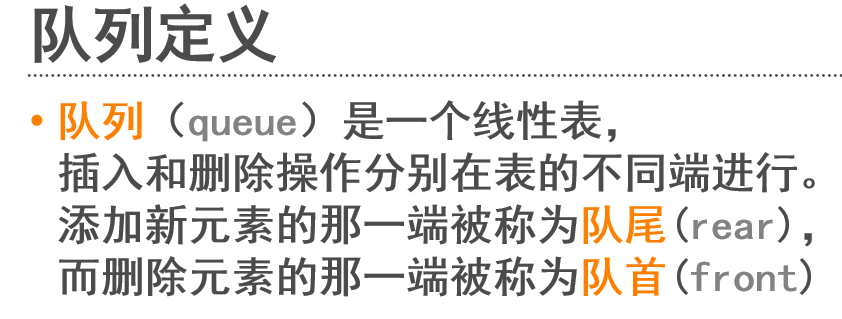 队列定义
• 队列（queue）是一个线性表，
插入和删除操作分别在表的不同端进行。
添加新元素的那一端被称为队尾(rear)，
而删除元素的那一端被称为队首(front)